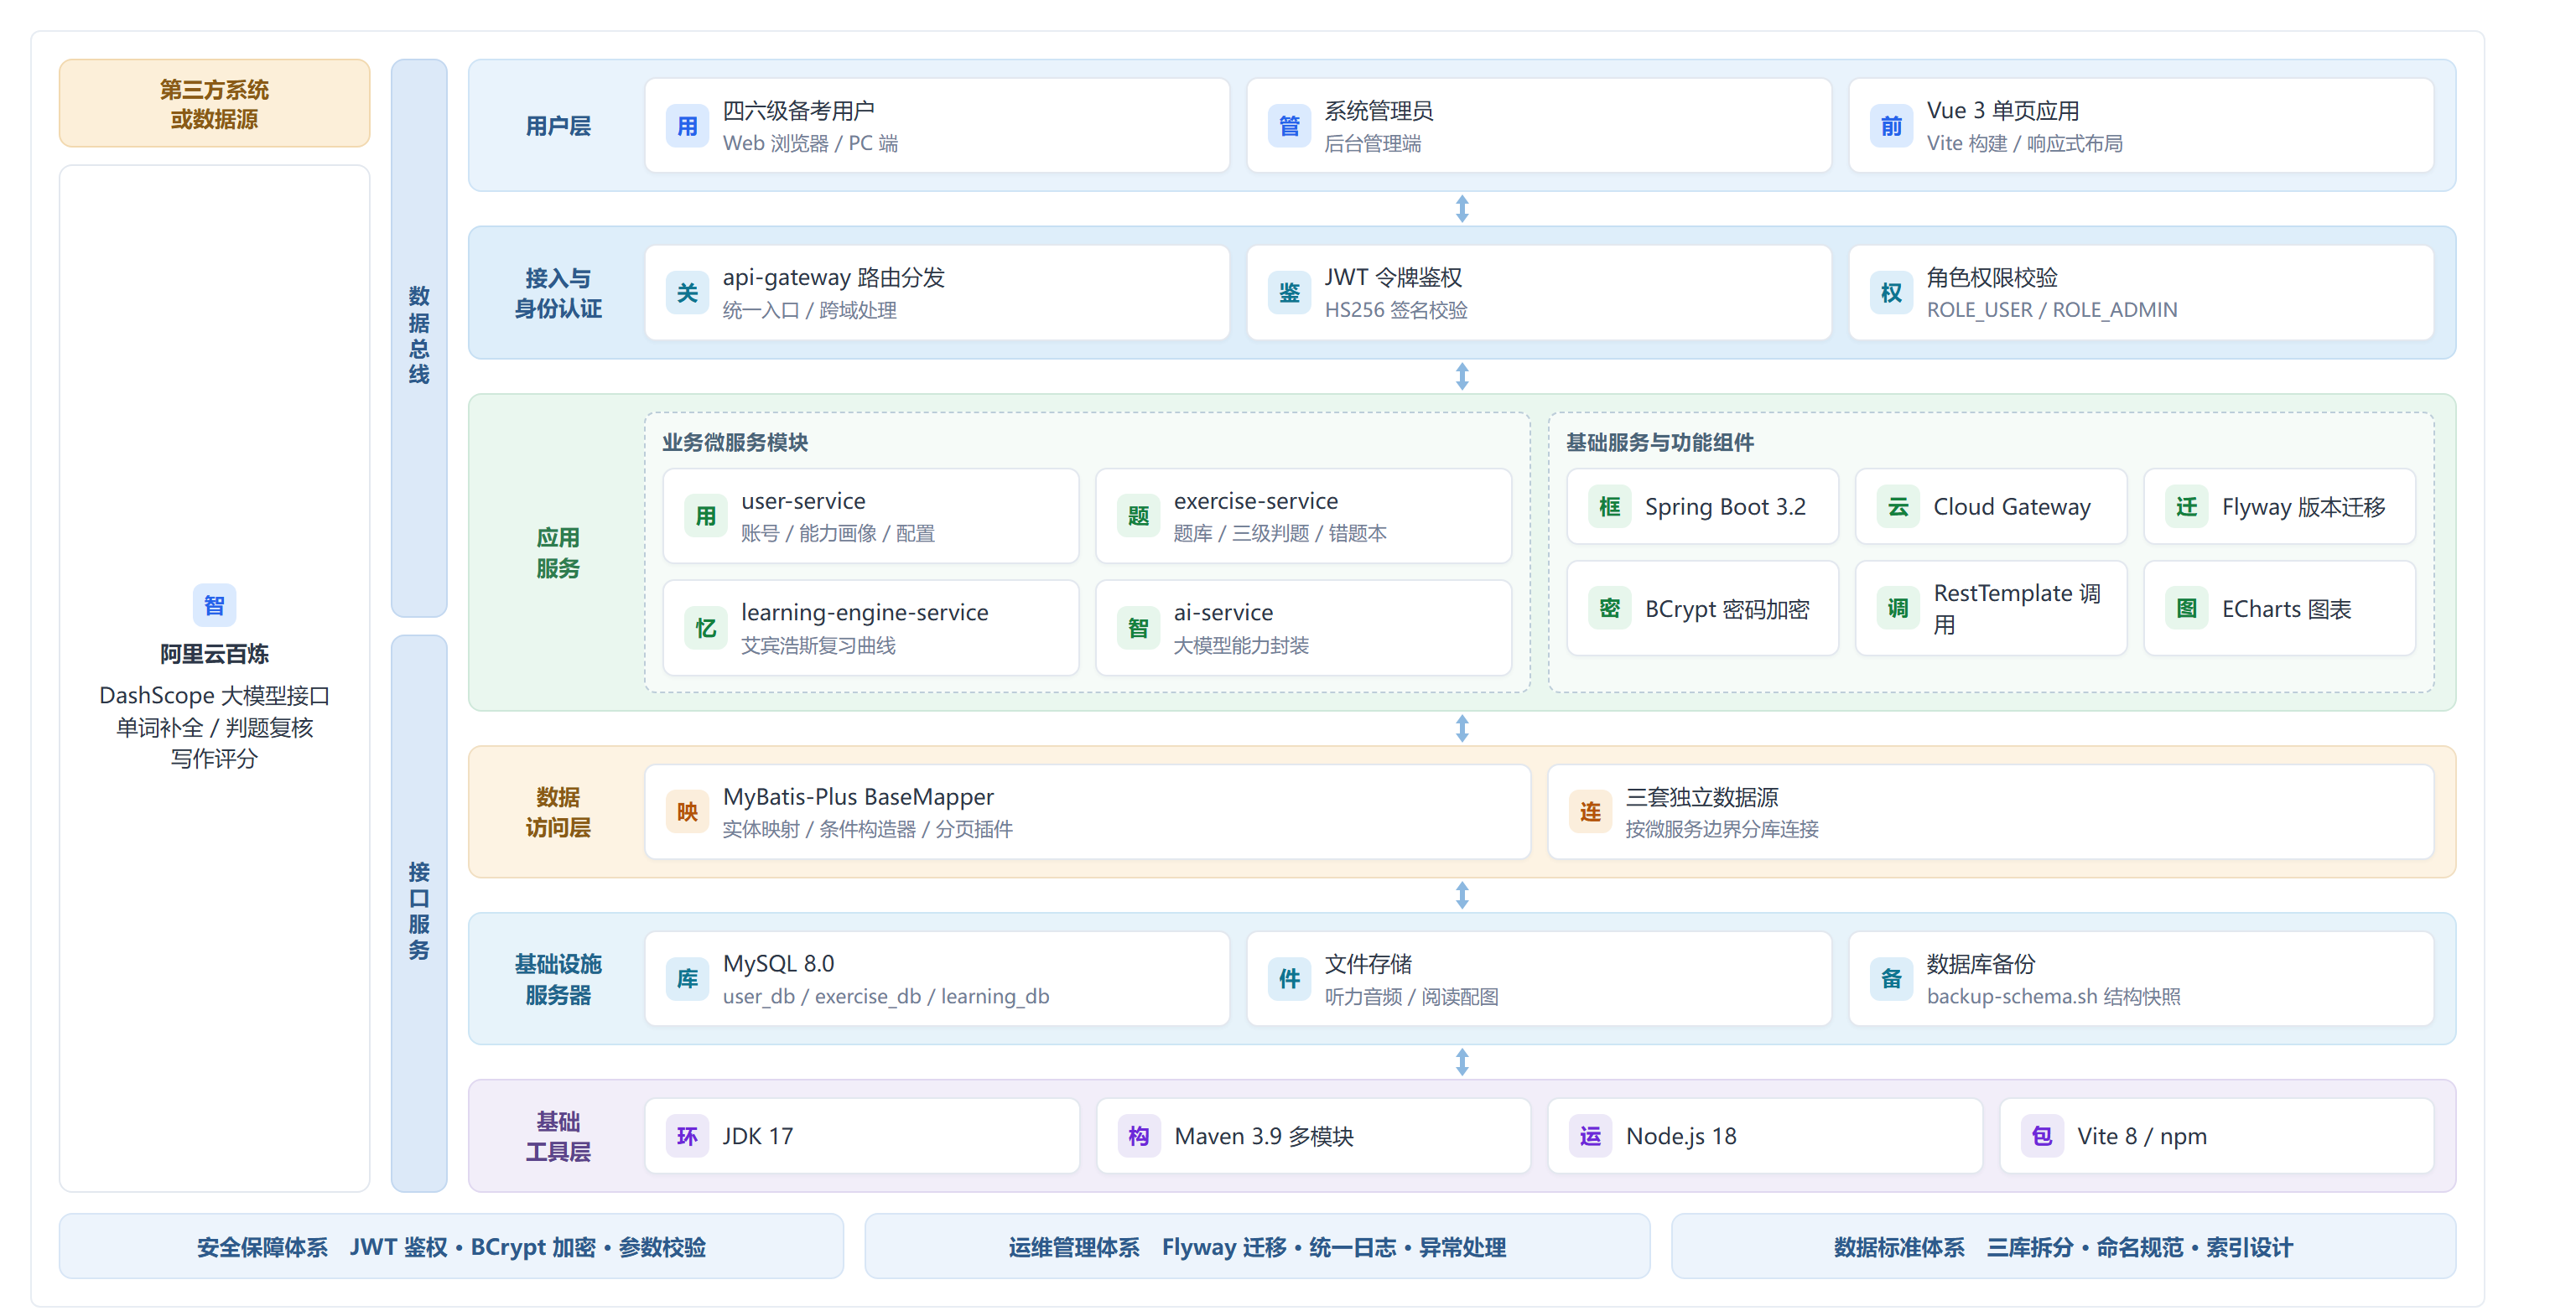 第三方系统
或数据源
智
阿里云百炼
DashScope 大模型接口
单词补全 / 判题复核
写作评分
数据总线
接口服务
用户层
用
四六级备考用户
Web 浏览器 / PC 端
管
系统管理员
后台管理端
前
Vue 3 单页应用
Vite 构建 / 响应式布局
接入与
身份认证
关
api-gateway 路由分发
统一入口 / 跨域处理
鉴
JWT 令牌鉴权
HS256 签名校验
权
角色权限校验
ROLE_USER / ROLE_ADMIN
应用
服务
业务微服务模块
用
user-service
账号 / 能力画像 / 配置
题
exercise-service
题库 / 三级判题 / 错题本
忆
learning-engine-service
艾宾浩斯复习曲线
智
ai-service
大模型能力封装
基础服务与功能组件
框
Spring Boot 3.2
云
Cloud Gateway
迁
Flyway 版本迁移
密
BCrypt 密码加密
调
RestTemplate 调
用
图
ECharts 图表
数据
访问层
映
MyBatis-Plus BaseMapper
实体映射 / 条件构造器 / 分页插件
连
三套独立数据源
按微服务边界分库连接
基础设施
服务器
库
MySQL 8.0
user_db / exercise_db / learning_db
件
文件存储
听力音频 / 阅读配图
备
数据库备份
backup-schema.sh 结构快照
基础
工具层
环
JDK 17
构
Maven 3.9 多模块
运
Node.js 18
包
Vite 8 / npm
安全保障体系 JWT 鉴权 • BCrypt 加密 • 参数校验
运维管理体系 Flyway 迁移 • 统一日志 • 异常处理
数据标准体系 三库拆分 • 命名规范 • 索引设计